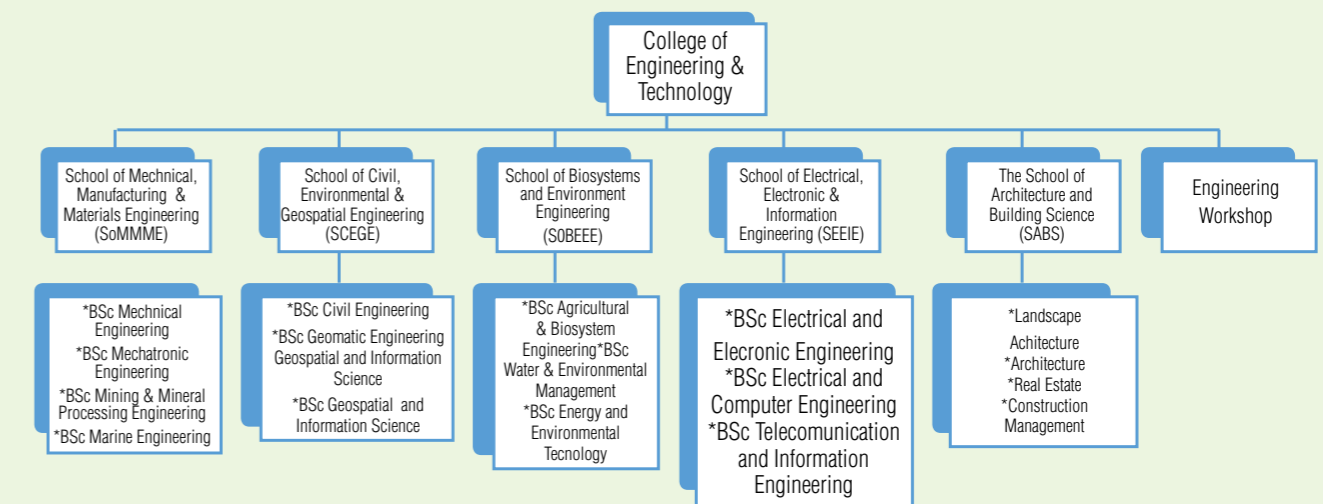 College of
Engineering &
Technology
School of Mechnical,
Manufacturing &
Materials Engineering
(SoMMME)
School of Civil,
Environmental &
Geospatial Engineering
(SCEGE)
School of Biosystems
and Environment
Engineering
(SOBEEE)
School of Electrical,
Electronic &
Information
Engineering (SEEIE)
The School of
Architecture and
Building Science
(SABS)
Engineering
Workshop
*BSc Mechnical
Engineering
*BSc Mechatronic
Engineering
*BSc Mining & Mineral
Processing Engineering
*BSc Marine Engineering
*BSc Civil Engineering
*BSc Geomatic Engineering
Geospatial and Information
Science
*BSc Geospatial and
Information Science
*BSc Agricultural
& Biosystem
Engineering*BSc
Water & Environmental
Management
*BSc Energy and
Environmental
Tecnology
*BSc Electrical and
Elecronic Engineering
*BSc Electrical and
Computer Engineering
*BSc Telecomunication
and Information
Engineering
*Landscape
Achitecture
*Architecture
*Real Estate
*Construction
Management